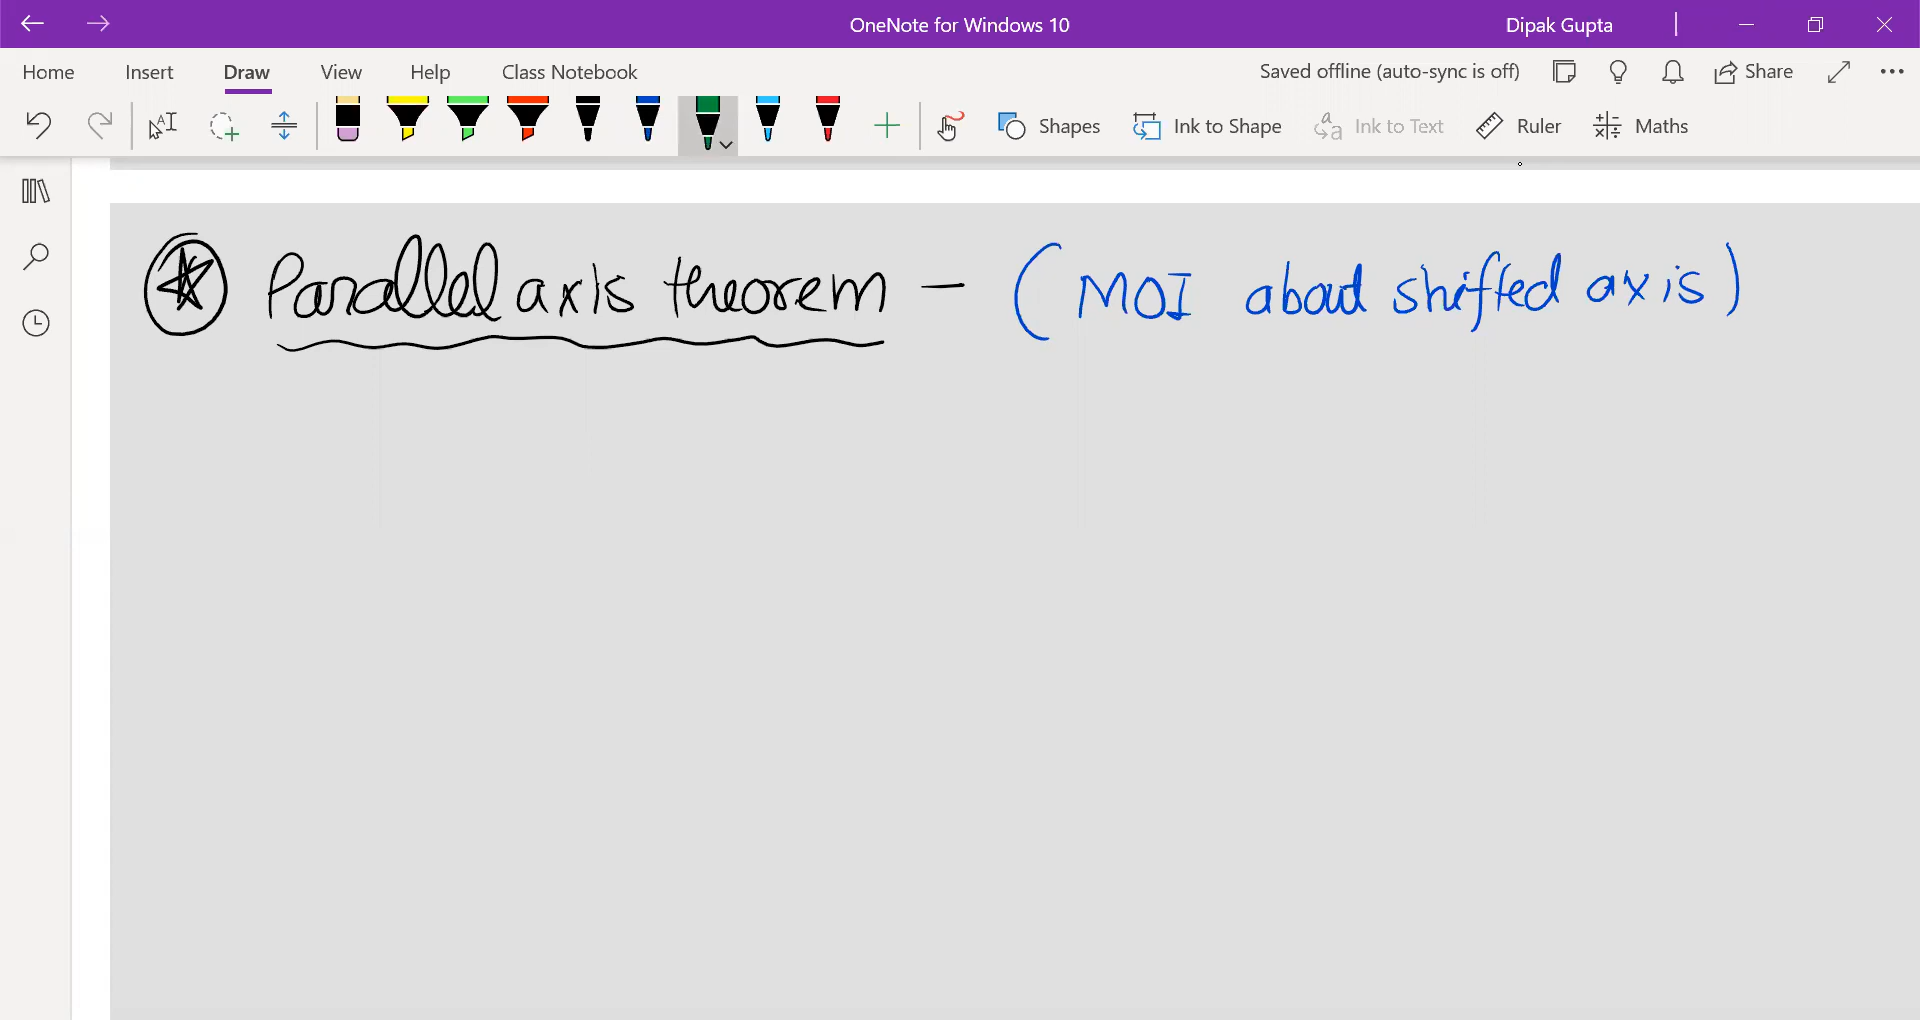 OneNote for Windows 10
Dipak Gupta
Home Insert Draw View Help Class Notebook
Saved offline (auto-sync is off) Share
Shapes Ink to Shape Ink to Text Ruler Maths
Parallel axis theorem - (MOI about shifted axis)